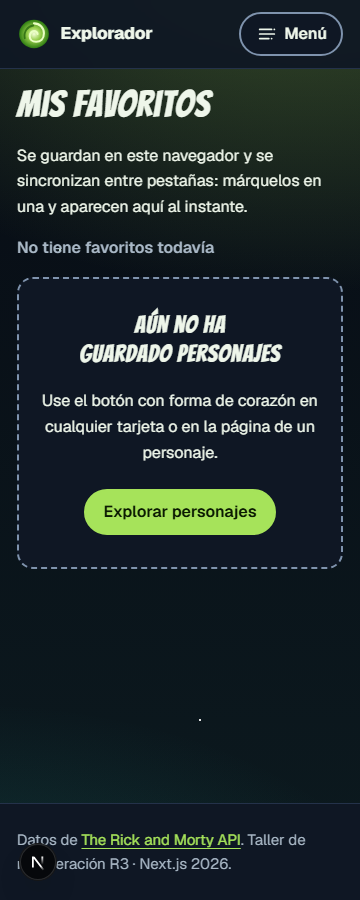 Explorador
Menú
MIS FAVORITOS
Se guardan en este navegador y se
sincronizan entre pestañas: márquelos en
una y aparecen aquí al instante.
No tiene favoritos todavía
AÚN NO HA
GUARDADO PERSONAJES
Use el botón con forma de corazón en
cualquier tarjeta o en la página de un
personaje.
Explorar personajes
Datos de The Rick and Morty API. Taller de
N eración R3 · Next.js 2026.